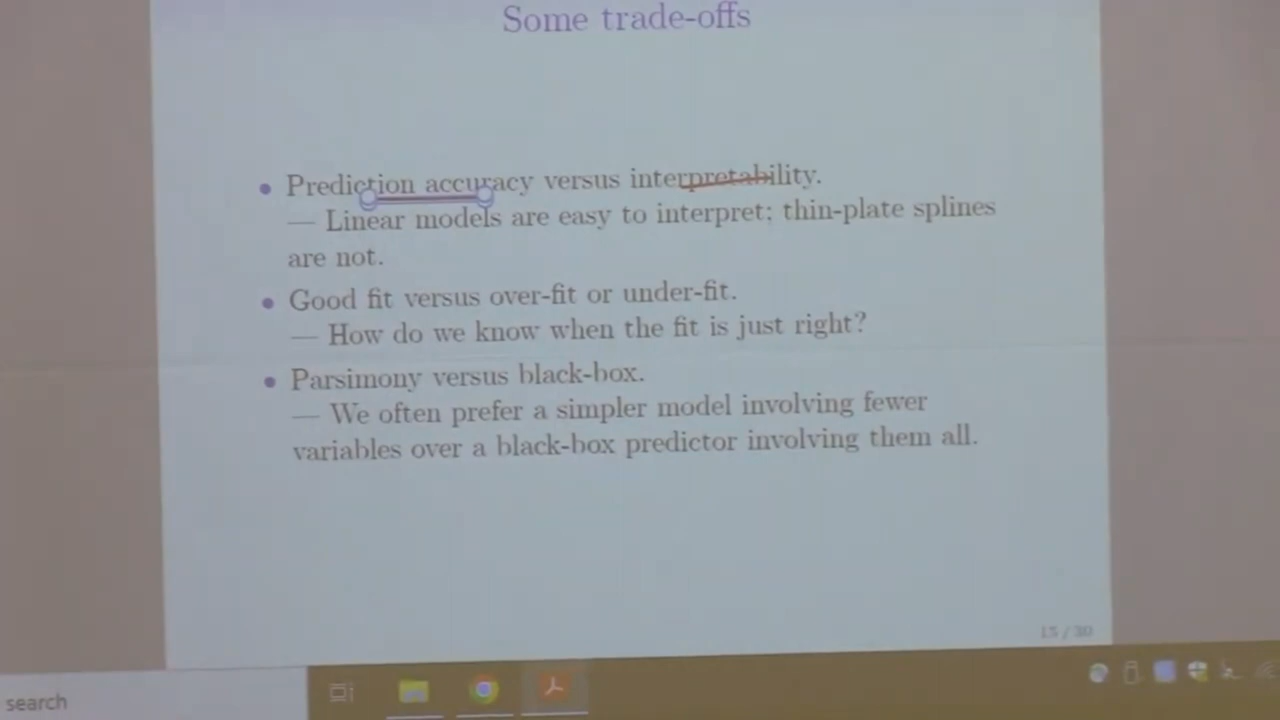 Some trade-offs
• Prediction accuracy versus interpretability.
— Linear models are easy to interpret; thin-plate splines
are not.
• Good fit versus over-fit or under-fit.
— How do we know when the fit is just right?
• Parsimony versus black-box.
— We often prefer a simpler model involving fewer
variables over a black-box predictor involving them all.
15 / 30
search